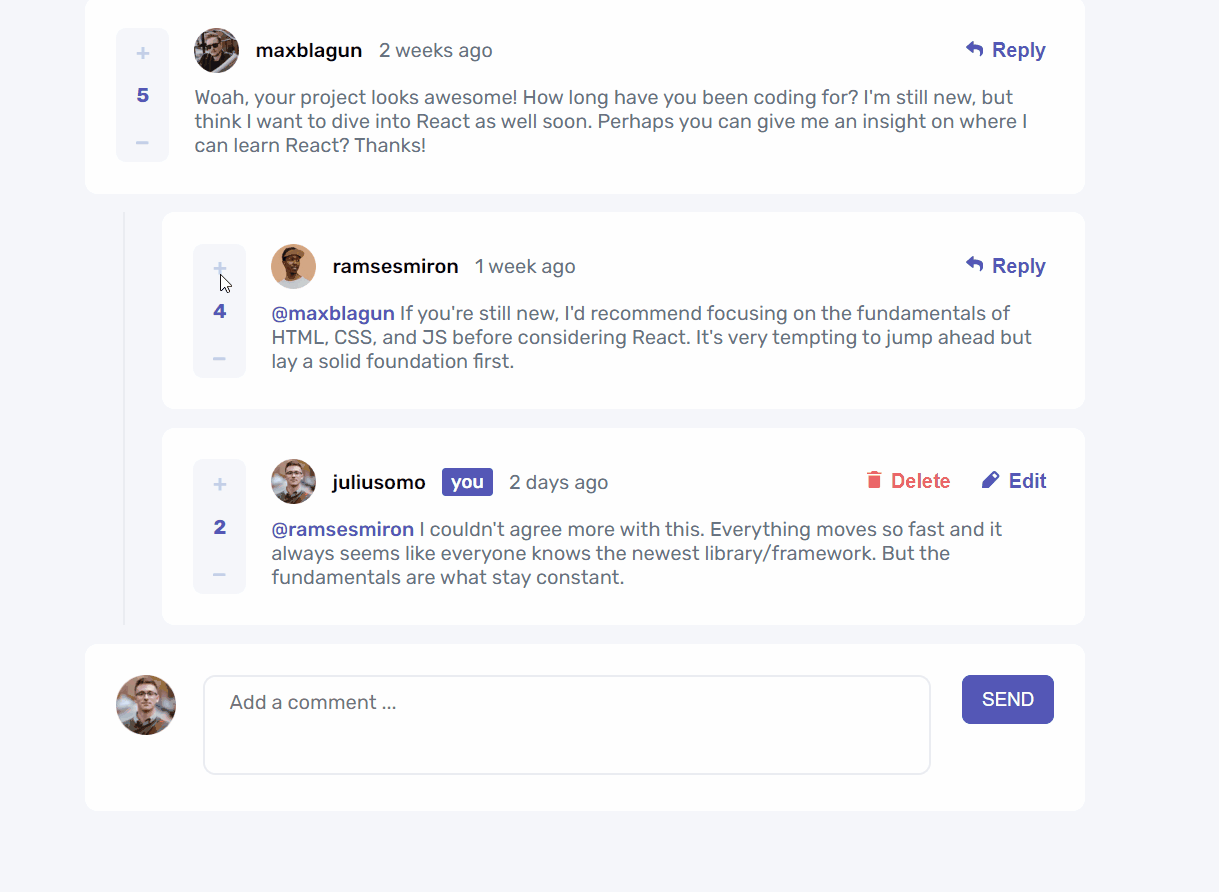 +
maxblagun 2 weeks ago Reply
5
Woah, your project looks awesome! How long have you been coding for? I'm still new, but
think I want to dive into React as well soon. Perhaps you can give me an insight on where I
can learn React? Thanks!
−
+
ramsesmiron 1 week ago Reply
4
@maxblagun If you're still new, I'd recommend focusing on the fundamentals of
HTML, CSS, and JS before considering React. It's very tempting to jump ahead but
lay a solid foundation first.
−
+
juliusomo you 2 days ago Delete Edit
2
@ramsesmiron I couldn't agree more with this. Everything moves so fast and it
always seems like everyone knows the newest library/framework. But the
fundamentals are what stay constant.
−
Add a comment ...
SEND